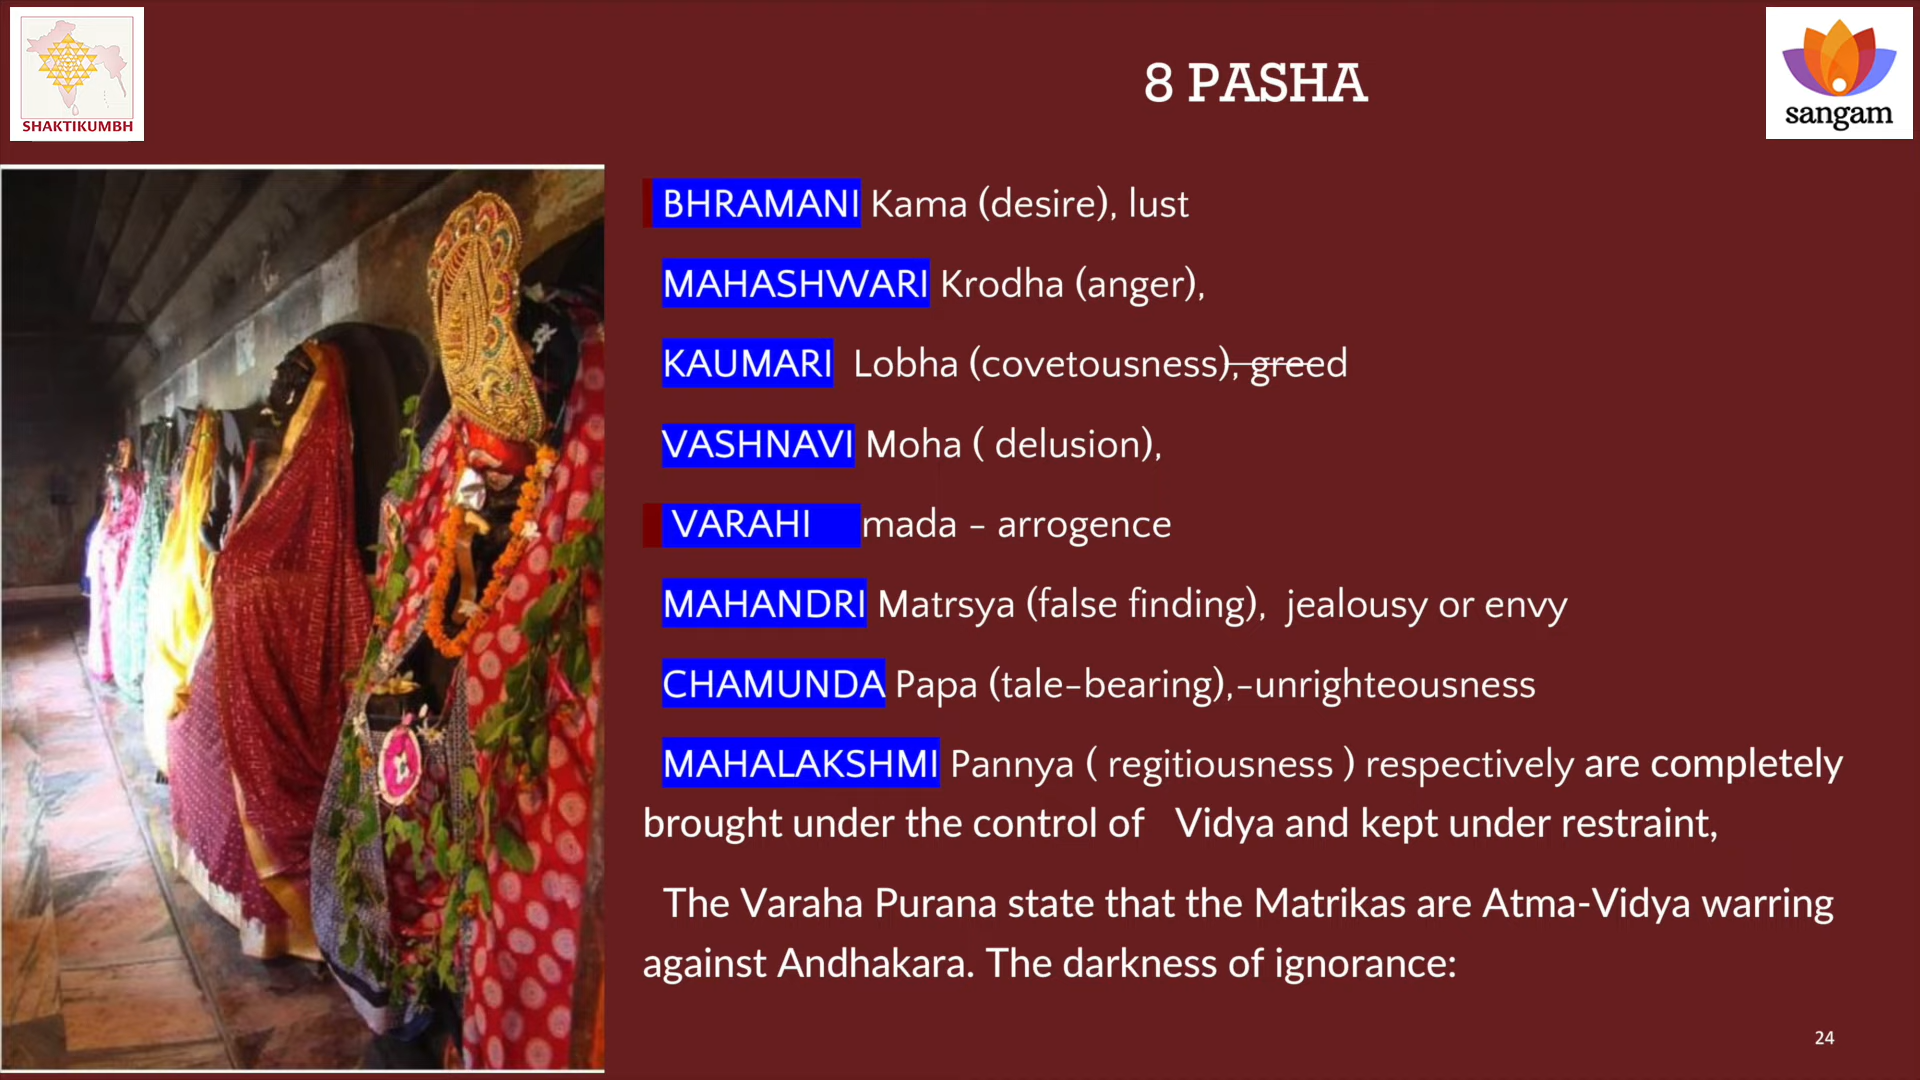 SHAKTIKUMBH
8 PASHA
sangam
BHRAMANI Kama (desire), lust
MAHASHWARI Krodha (anger),
KAUMARI Lobha (covetousness), greed
VASHNAVI Moha ( delusion),
VARAHI mada – arrogence
MAHANDRI Matrsya (false finding), jealousy or envy
CHAMUNDA Papa (tale-bearing),-unrighteousness
MAHALAKSHMI Pannya ( regitiousness ) respectively are completely
brought under the control of Vidya and kept under restraint,
The Varaha Purana state that the Matrikas are Atma-Vidya warring
against Andhakara. The darkness of ignorance:
24